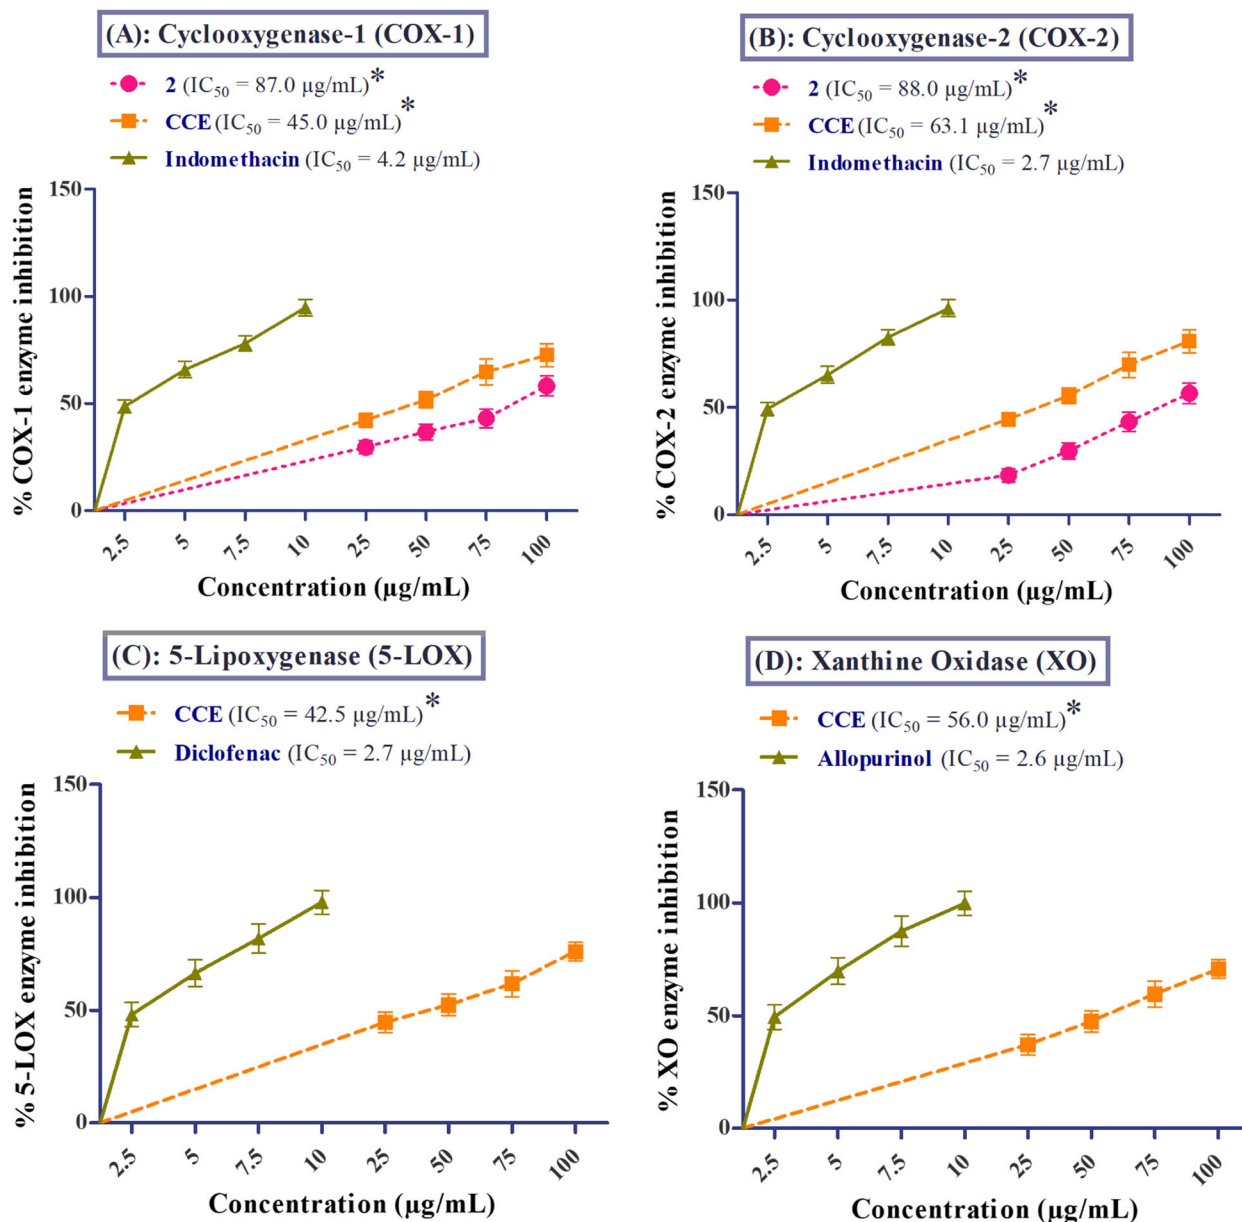 (A): Cyclooxygenase-1 (COX-1)
2 (IC50 = 87.0 µg/mL)*
CCE (IC50 = 45.0 µg/mL)*
Indomethacin (IC50 = 4.2 µg/mL)
% COX-1 enzyme inhibition
150
100
50
0
2.5 5 7.5 10 25 50 75 100
Concentration (µg/mL)
(B): Cyclooxygenase-2 (COX-2)
2 (IC50 = 88.0 µg/mL)*
CCE (IC50 = 63.1 µg/mL)*
Indomethacin (IC50 = 2.7 µg/mL)
% COX-2 enzyme inhibition
150
100
50
0
2.5 5 7.5 10 25 50 75 100
Concentration (µg/mL)
(C): 5-Lipoxygenase (5-LOX)
CCE (IC50 = 42.5 µg/mL)*
Diclofenac (IC50 = 2.7 µg/mL)
% 5-LOX enzyme inhibition
150
100
50
0
2.5 5 7.5 10 25 50 75 100
Concentration (µg/mL)
(D): Xanthine Oxidase (XO)
CCE (IC50 = 56.0 µg/mL)*
Allopurinol (IC50 = 2.6 µg/mL)
% XO enzyme inhibition
150
100
50
0
2.5 5 7.5 10 25 50 75 100
Concentration (µg/mL)